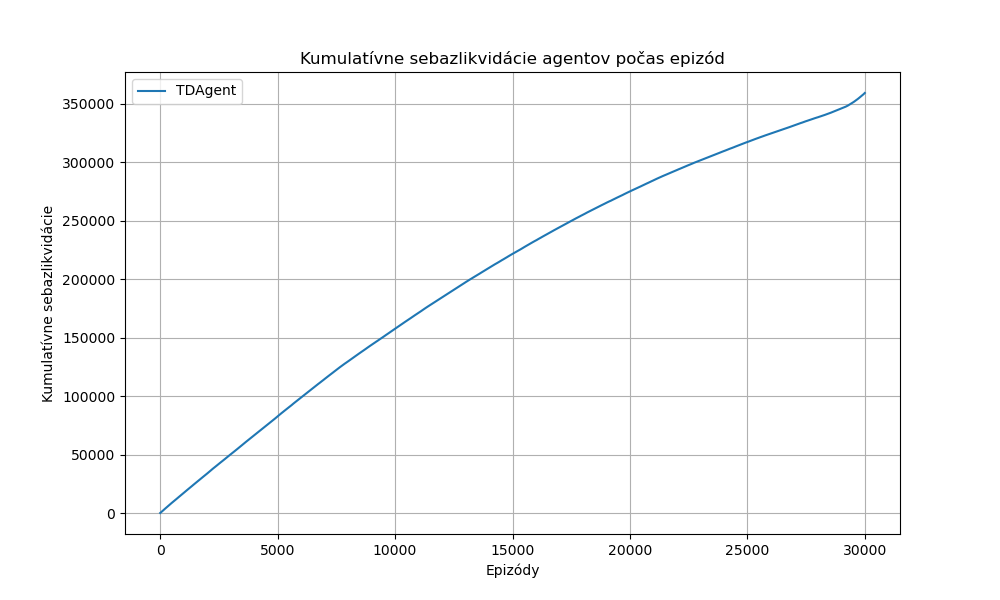 Kumulatívne sebazlikvidácie agentov počas epizód
TDAgent
Kumulatívne sebazlikvidácie
350000
300000
250000
200000
150000
100000
50000
0
0 5000 10000 15000 20000 25000 30000
Epizódy